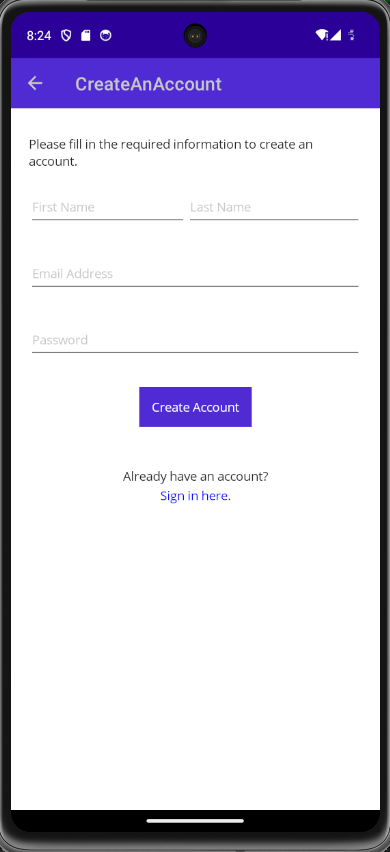 8:24
CreateAnAccount
Please fill in the required information to create an
account.
First Name Last Name
Email Address
Password
Create Account
Already have an account?
Sign in here.